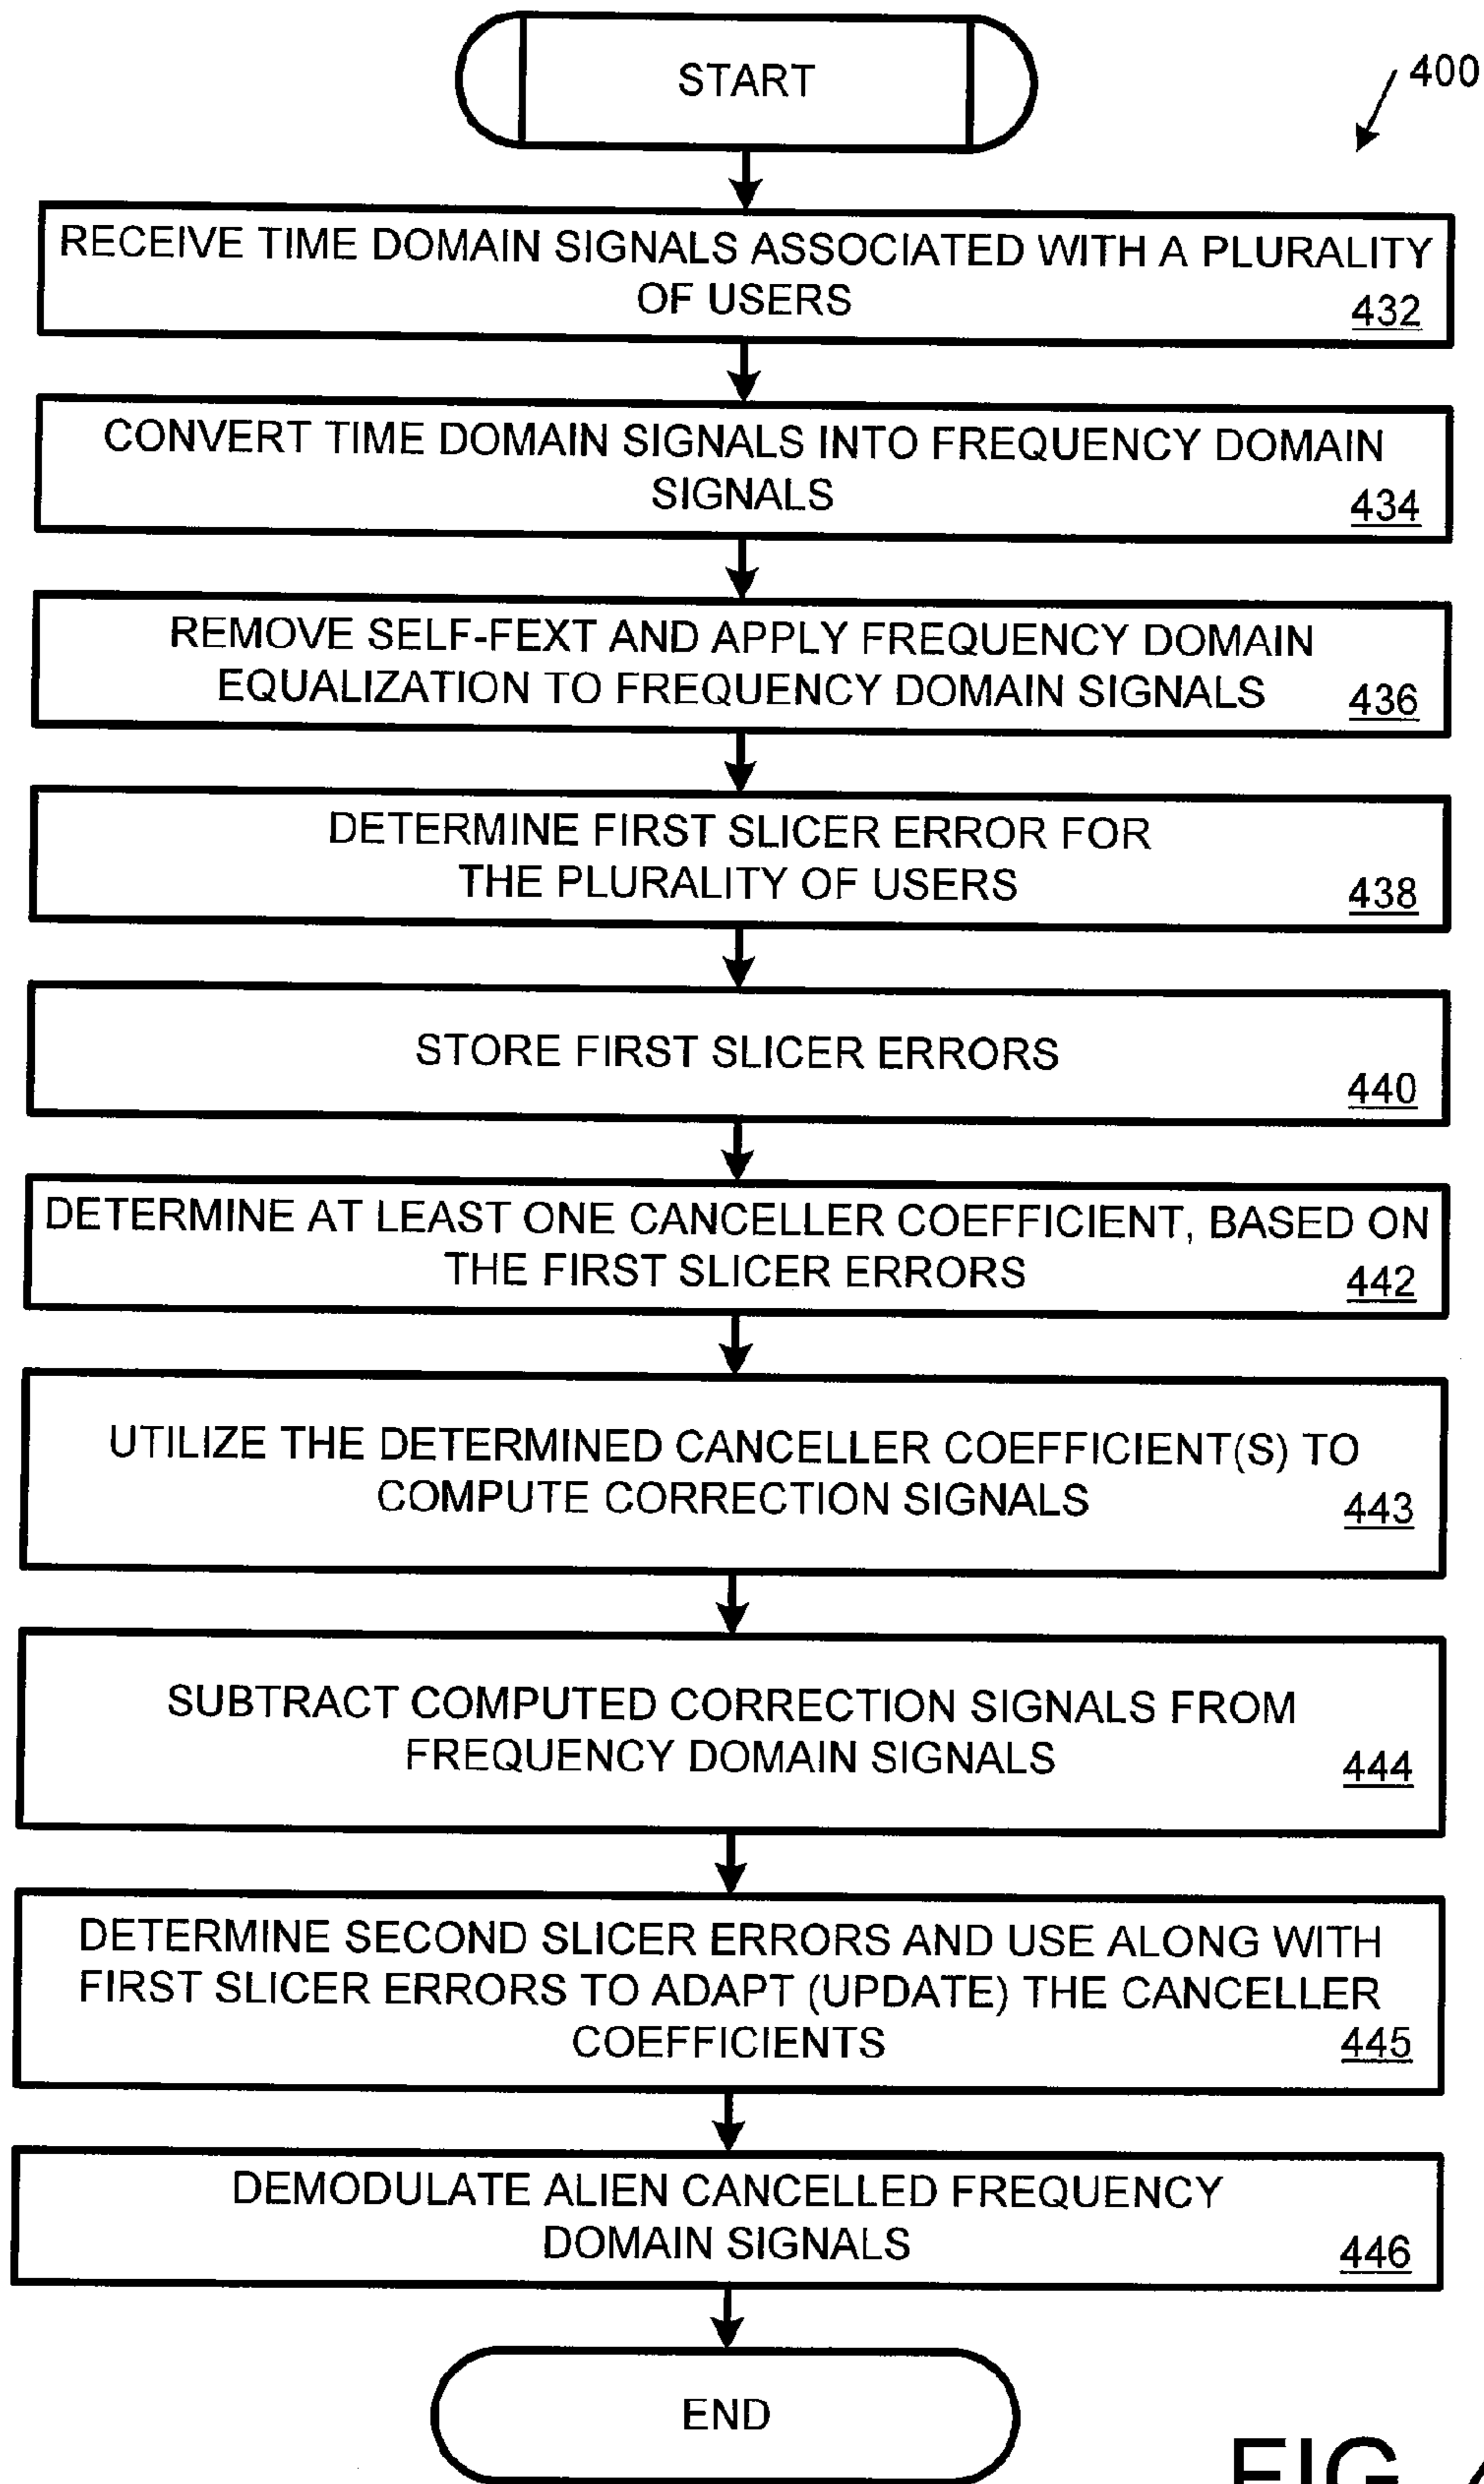 START
400
RECEIVE TIME DOMAIN SIGNALS ASSOCIATED WITH A PLURALITY
OF USERS
432
CONVERT TIME DOMAIN SIGNALS INTO FREQUENCY DOMAIN
SIGNALS
434
REMOVE SELF-FEXT AND APPLY FREQUENCY DOMAIN
EQUALIZATION TO FREQUENCY DOMAIN SIGNALS
436
DETERMINE FIRST SLICER ERROR FOR
THE PLURALITY OF USERS
438
STORE FIRST SLICER ERRORS
440
DETERMINE AT LEAST ONE CANCELLER COEFFICIENT, BASED ON
THE FIRST SLICER ERRORS
442
UTILIZE THE DETERMINED CANCELLER COEFFICIENT(S) TO
COMPUTE CORRECTION SIGNALS
443
SUBTRACT COMPUTED CORRECTION SIGNALS FROM
FREQUENCY DOMAIN SIGNALS
444
DETERMINE SECOND SLICER ERRORS AND USE ALONG WITH
FIRST SLICER ERRORS TO ADAPT (UPDATE) THE CANCELLER
COEFFICIENTS
445
DEMODULATE ALIEN CANCELLED FREQUENCY
DOMAIN SIGNALS
446
END
FIG